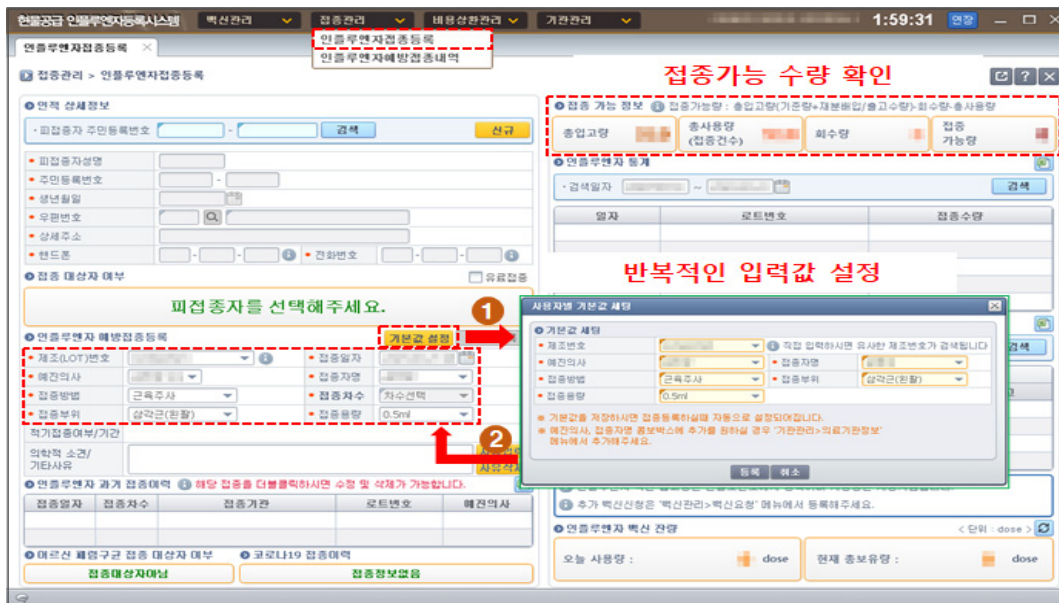 현물공급 인플루엔자등록시스템 백신관리 접종관리 비용상환관리 기관관리 1:59:31 연장
인플루엔자접종등록
인플루엔자예방접종내역
인플루엔자접종등록
접종관리 > 인플루엔자접종등록
접종가능 수량 확인
인적 상세정보
피접종자 주민등록번호 - 검색 신규
피접종자성명
주민등록번호 -
생년월일
우편번호
상세주소
핸드폰 - - 전화번호 - -
접종 대상자 여부 유료접종
피접종자를 선택해주세요.
인플루엔자 예방접종등록 기본값 설정
제조(LOT)번호 접종일자
예진의사 접종자명
접종방법 근육주사 접종차수 차수선택
접종부위 삼각근(왼팔) 접종용량 0.5ml
적기접종여부/기간
의학적 소견/
기타사유
사유삭제
인플루엔자 과거 접종이력 해당 접종을 더블클릭하시면 수정 및 삭제가 가능합니다.
접종일자 접종차수 접종기관 로트번호 예진의사
어르신 폐렴구균 접종 대상자 여부 코로나19 접종이력
접종대상자아님 접종정보없음
접종 가능 정보 접종가능량 : 총입고량(기준량+재분배입/출고수량)-회수량-총사용량
총입고량 총사용량 회수량 접종
(접종건수) 가능량
인플루엔자 통계
검색일자 ~ 검색
일자 로트번호 접종수량
반복적인 입력값 설정
1
2
사용자별 기본값 세팅
기본값 세팅
제조번호 직접 입력하시면 유사한 제조번호가 검색됩니다
예진의사 접종자명
접종방법 근육주사 접종부위 삼각근(왼팔)
접종용량 0.5ml
※ 기본값을 저장하시면 접종등록하실때 자동으로 설정되어집니다.
※ 예진의사, 접종자명 콤보박스에 추가를 원하실 경우 '기관관리>의료기관정보'
메뉴에서 추가해주세요.
등록 취소
검색
추가 백신신청은 '백신관리>백신요청' 메뉴에서 등록해주세요.
인플루엔자 백신 잔량 < 단위 : dose >
오늘 사용량 : dose 현재 총보유량 : dose